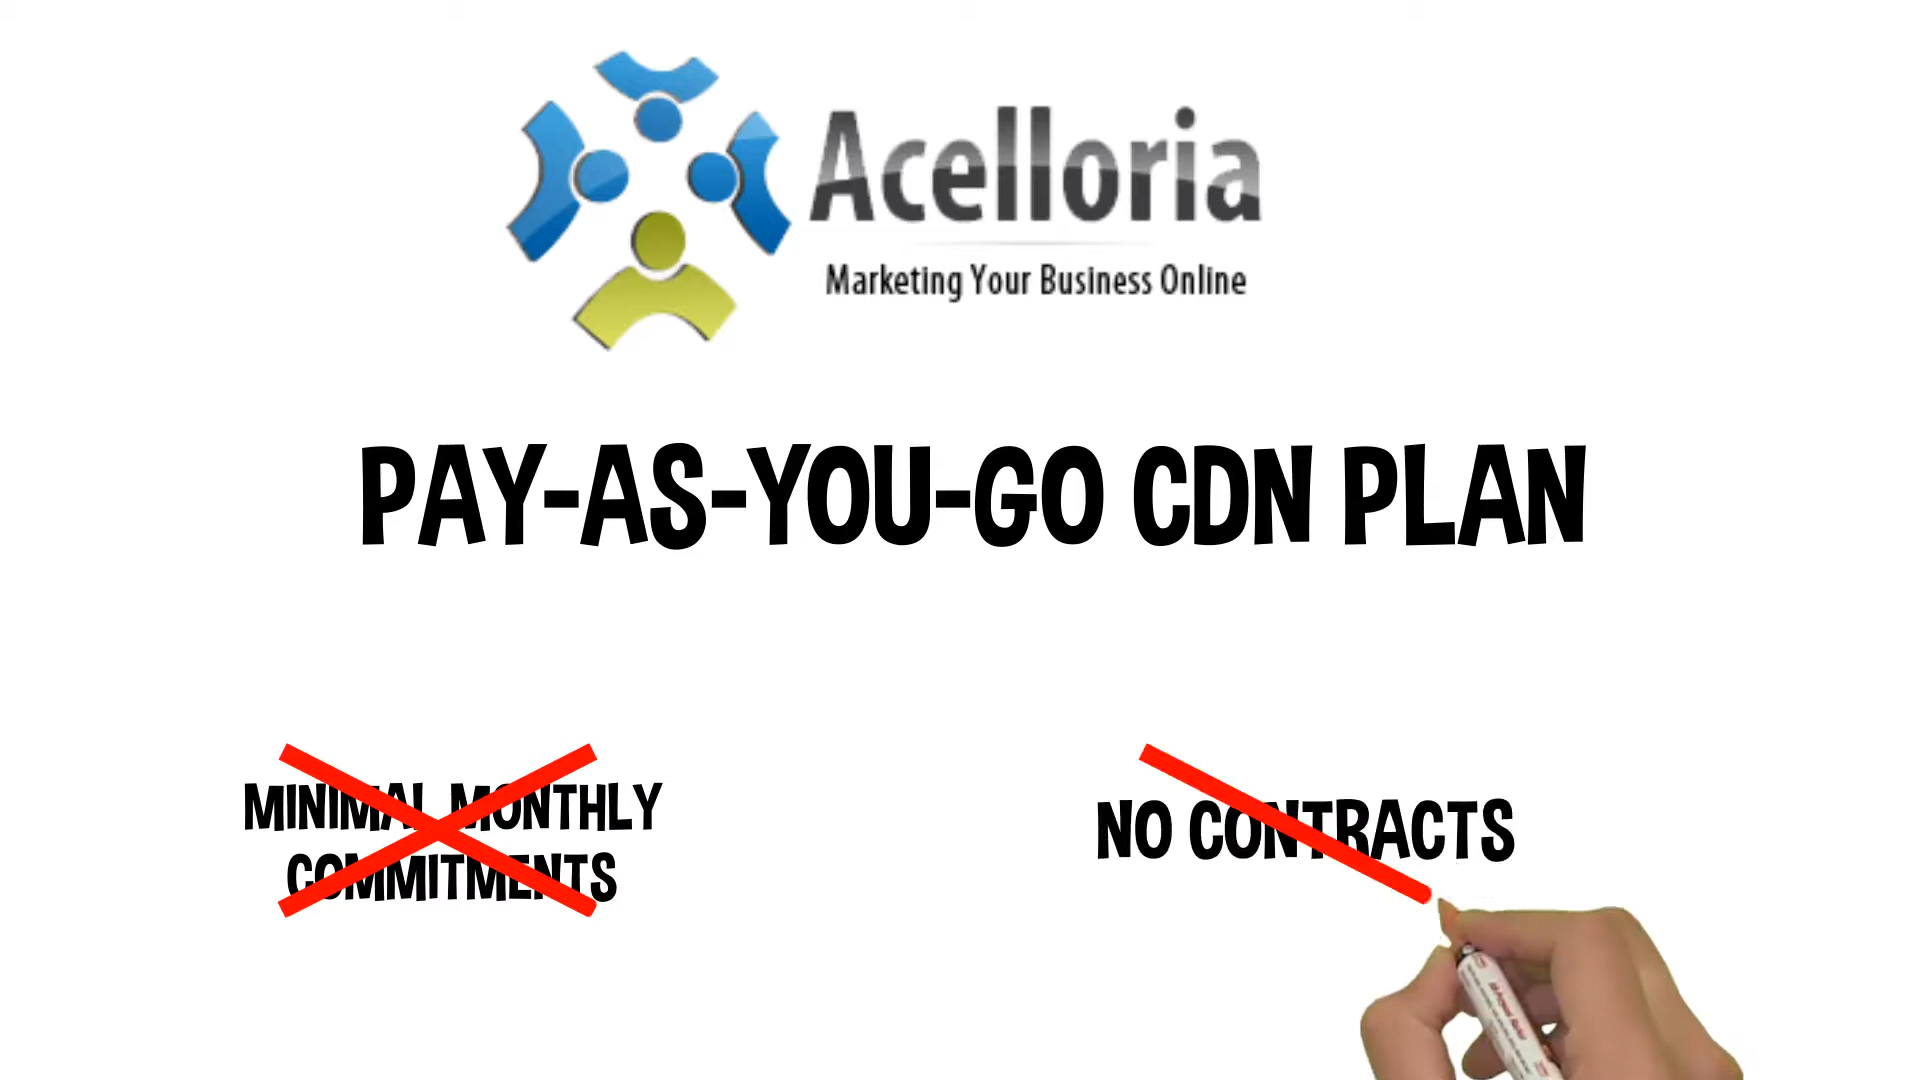 Acelloria
Marketing Your Business Online
PAY-AS-YOU-GO CDN PLAN
MINIMAL MONTHLY
COMMITMENTS
NO CONTRACTS